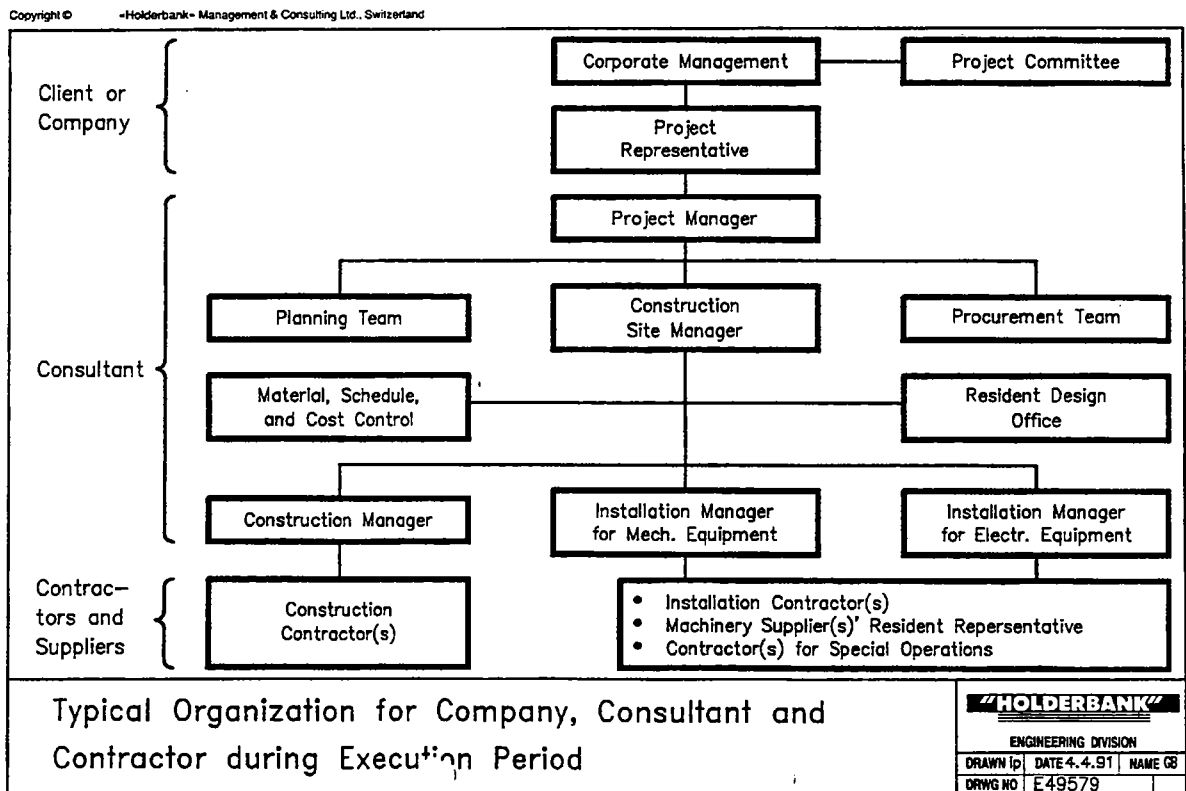 Copyright © «Holderbank» Management & Consulting Ltd., Switzerland
Client or
Company
Corporate Management
Project Committee
Project
Representative
Consultant
Project Manager
Planning Team
Construction
Site Manager
Procurement Team
Material, Schedule,
and Cost Control
Resident Design
Office
Construction Manager
Installation Manager
for Mech. Equipment
Installation Manager
for Electr. Equipment
Contrac-
tors and
Suppliers
Construction
Contractor(s)
• Installation Contractor(s)
• Machinery Supplier(s)' Resident Repersentative
• Contractor(s) for Special Operations
Typical Organization for Company, Consultant and
Contractor during Execution Period
"HOLDERBANK"
ENGINEERING DIVISION
DRAWN Ip DATE 4.4.91 NAME GB
DRWG NO E49579